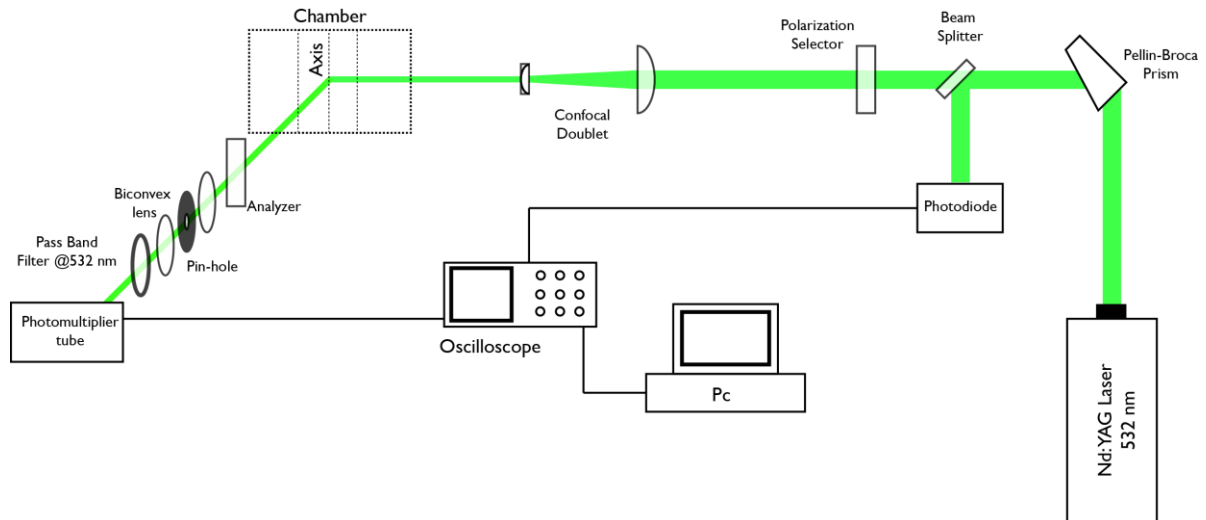 Chamber
Axis
Polarization
Selector
Beam
Splitter
Pellin-Broca
Prism
Confocal
Doublet
Biconvex
lens
Analyzer
Photodiode
Pass Band
Filter @532 nm
Pin-hole
Photomultiplier
tube
Oscilloscope
Pc
Nd:YAG Laser
532 nm